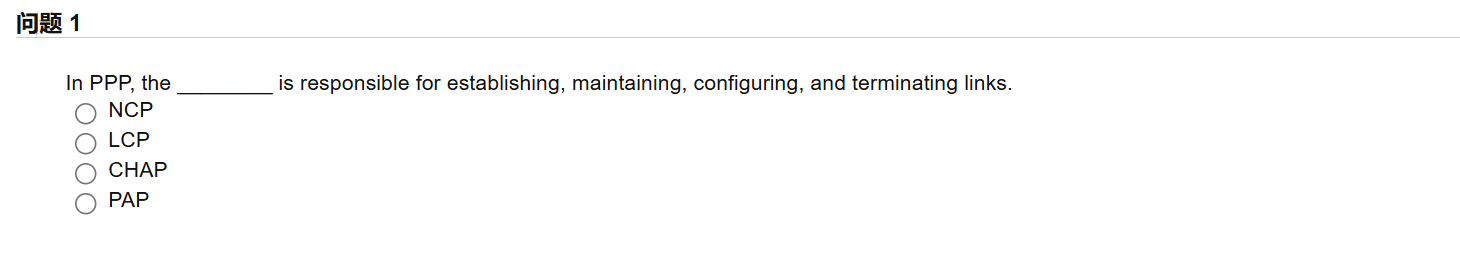 问题 1
In PPP, the ________ is responsible for establishing, maintaining, configuring, and terminating links.
NCP
LCP
CHAP
PAP